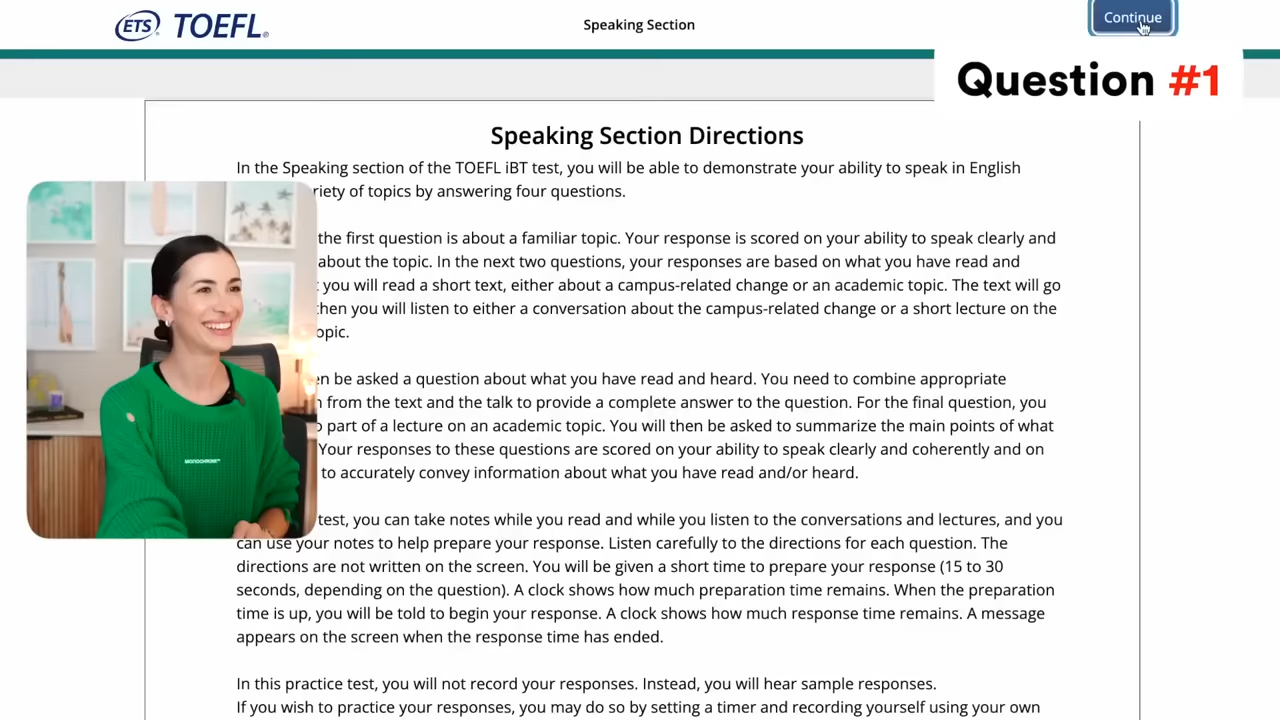 ETS TOEFL
Speaking Section
Continue
Question #1
Speaking Section Directions
In the Speaking section of the TOEFL iBT test, you will be able to demonstrate your ability to speak in English
riety of topics by answering four questions.
the first question is about a familiar topic. Your response is scored on your ability to speak clearly and
about the topic. In the next two questions, your responses are based on what you have read and
you will read a short text, either about a campus-related change or an academic topic. The text will go
then you will listen to either a conversation about the campus-related change or a short lecture on the
opic.
en be asked a question about what you have read and heard. You need to combine appropriate
n from the text and the talk to provide a complete answer to the question. For the final question, you
o part of a lecture on an academic topic. You will then be asked to summarize the main points of what
Your responses to these questions are scored on your ability to speak clearly and coherently and on
to accurately convey information about what you have read and/or heard.
test, you can take notes while you read and while you listen to the conversations and lectures, and you
can use your notes to help prepare your response. Listen carefully to the directions for each question. The
directions are not written on the screen. You will be given a short time to prepare your response (15 to 30
seconds, depending on the question). A clock shows how much preparation time remains. When the preparation
time is up, you will be told to begin your response. A clock shows how much response time remains. A message
appears on the screen when the response time has ended.
In this practice test, you will not record your responses. Instead, you will hear sample responses.
If you wish to practice your responses, you may do so by setting a timer and recording yourself using your own
MONOCHROME